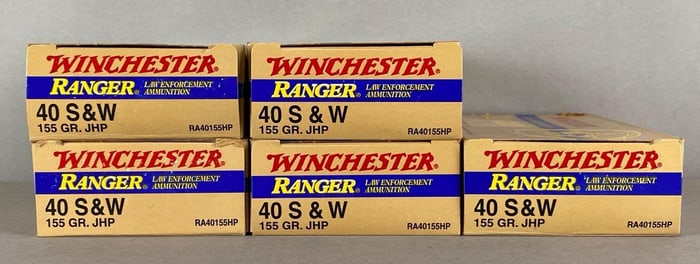 WINCHESTER
RANGER® LAW ENFORCEMENT
AMMUNITION
40 S&W
155 GR. JHP RA40155HP
WINCHESTER®
RANGER® LAW ENFORCEMENT
AMMUNITION
40 S & W
155 GR. JHP RA40155HP
WINCHESTER®
RANGER® LAW ENFORCEMENT
AMMUNITION
40 S&W
155 GR. JHP RA40155HP
WINCHESTER®
RANGER® LAW ENFORCEMENT
AMMUNITION
40 S & W
155 GR. JHP RA40155HP
WINCHESTER®
RANGER® LAW ENFORCEMENT
AMMUNITION
40 S&W
155 GR. JHP RA40155HP